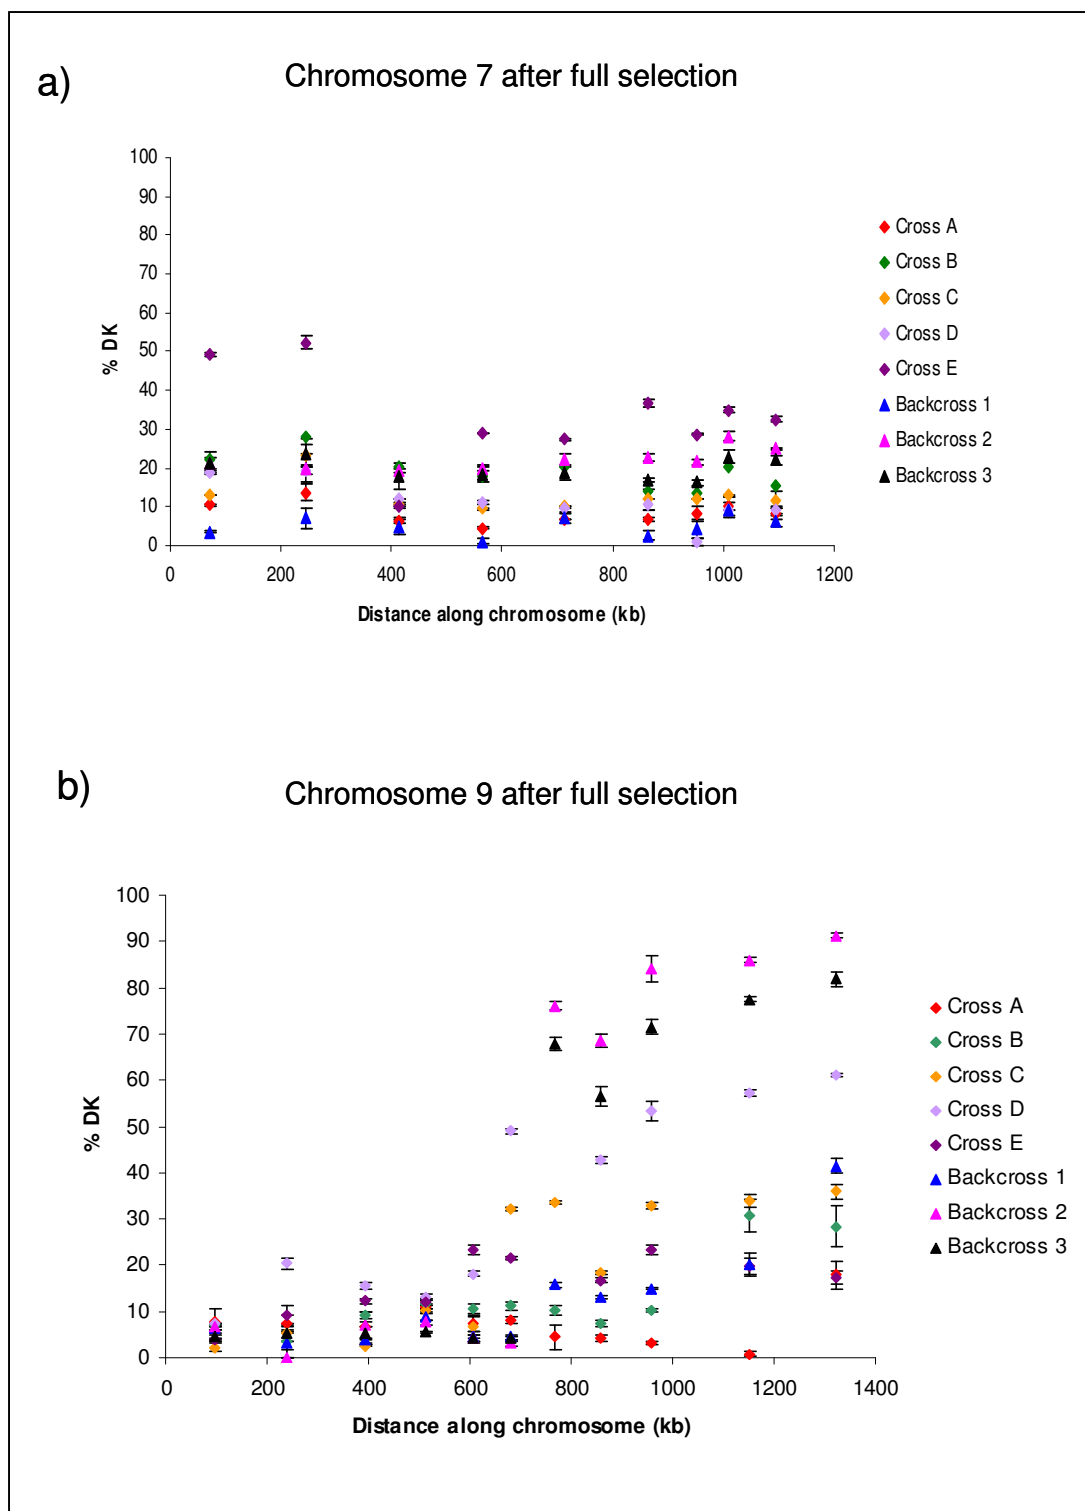 a)
Chromosome 7 after full selection
100
90
80
70
60
50
40
30
20
10
0
% DK
0 200 400 600 800 1000 1200
Distance along chromosome (kb)
Cross A
Cross B
Cross C
Cross D
Cross E
Backcross 1
Backcross 2
Backcross 3
b)
Chromosome 9 after full selection
100
90
80
70
60
50
40
30
20
10
0
% DK
0 200 400 600 800 1000 1200 1400
Distance along chromosome (kb)
Cross A
Cross B
Cross C
Cross D
Cross E
Backcross 1
Backcross 2
Backcross 3